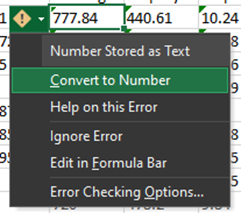 777.84 440.61 10.24
Number Stored as Text
Convert to Number
Help on this Error
Ignore Error
Edit in Formula Bar
Error Checking Options...